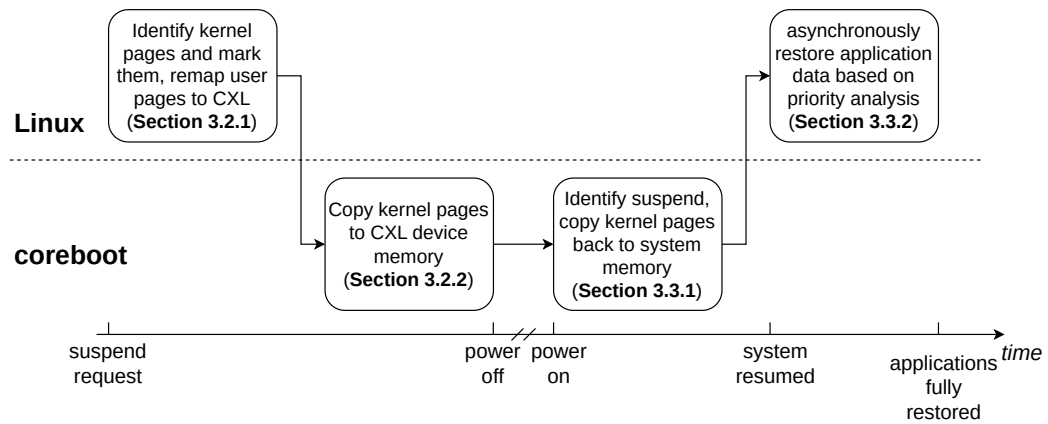 Identify kernel
pages and mark
them, remap user
pages to CXL
(Section 3.2.1)
asynchronously
restore application
data based on
priority analysis
(Section 3.3.2)
Linux
Copy kernel pages
to CXL device
memory
(Section 3.2.2)
Identify suspend,
copy kernel pages
back to system
memory
(Section 3.3.1)
coreboot
suspend
request
power
off
power
on
system
resumed
applications
fully
restored
time